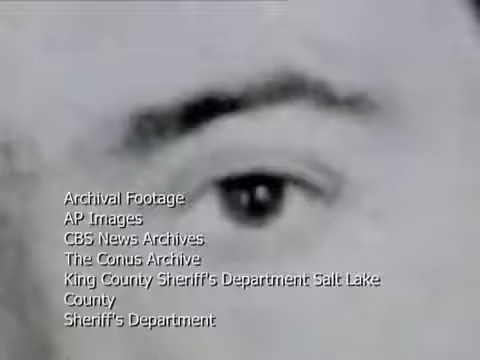 Archival Footage
AP Images
CBS News Archives
The Conus Archive
King County Sheriff's Department Salt Lake
County
Sheriff's Department